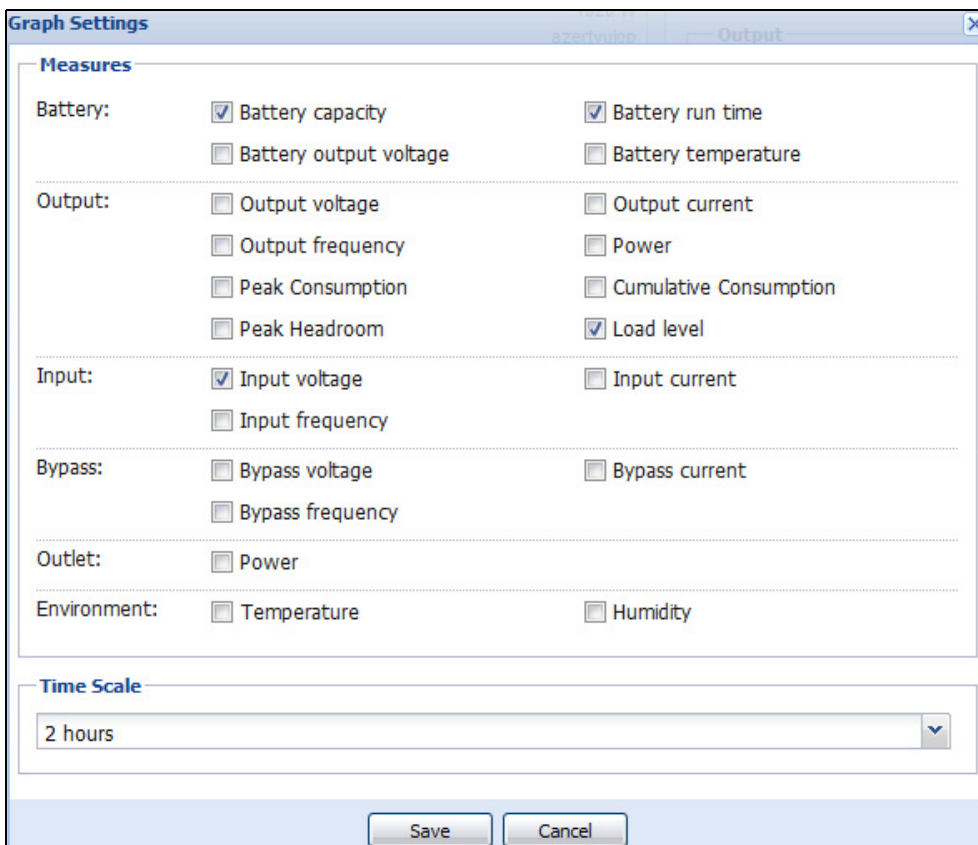 Graph Settings
Output
Measures
Battery:
Battery capacity
Battery run time
Battery output voltage
Battery temperature
Output:
Output voltage
Output current
Output frequency
Power
Peak Consumption
Cumulative Consumption
Peak Headroom
Load level
Input:
Input voltage
Input current
Input frequency
Bypass:
Bypass voltage
Bypass current
Bypass frequency
Outlet:
Power
Environment:
Temperature
Humidity
Time Scale
2 hours
Save
Cancel